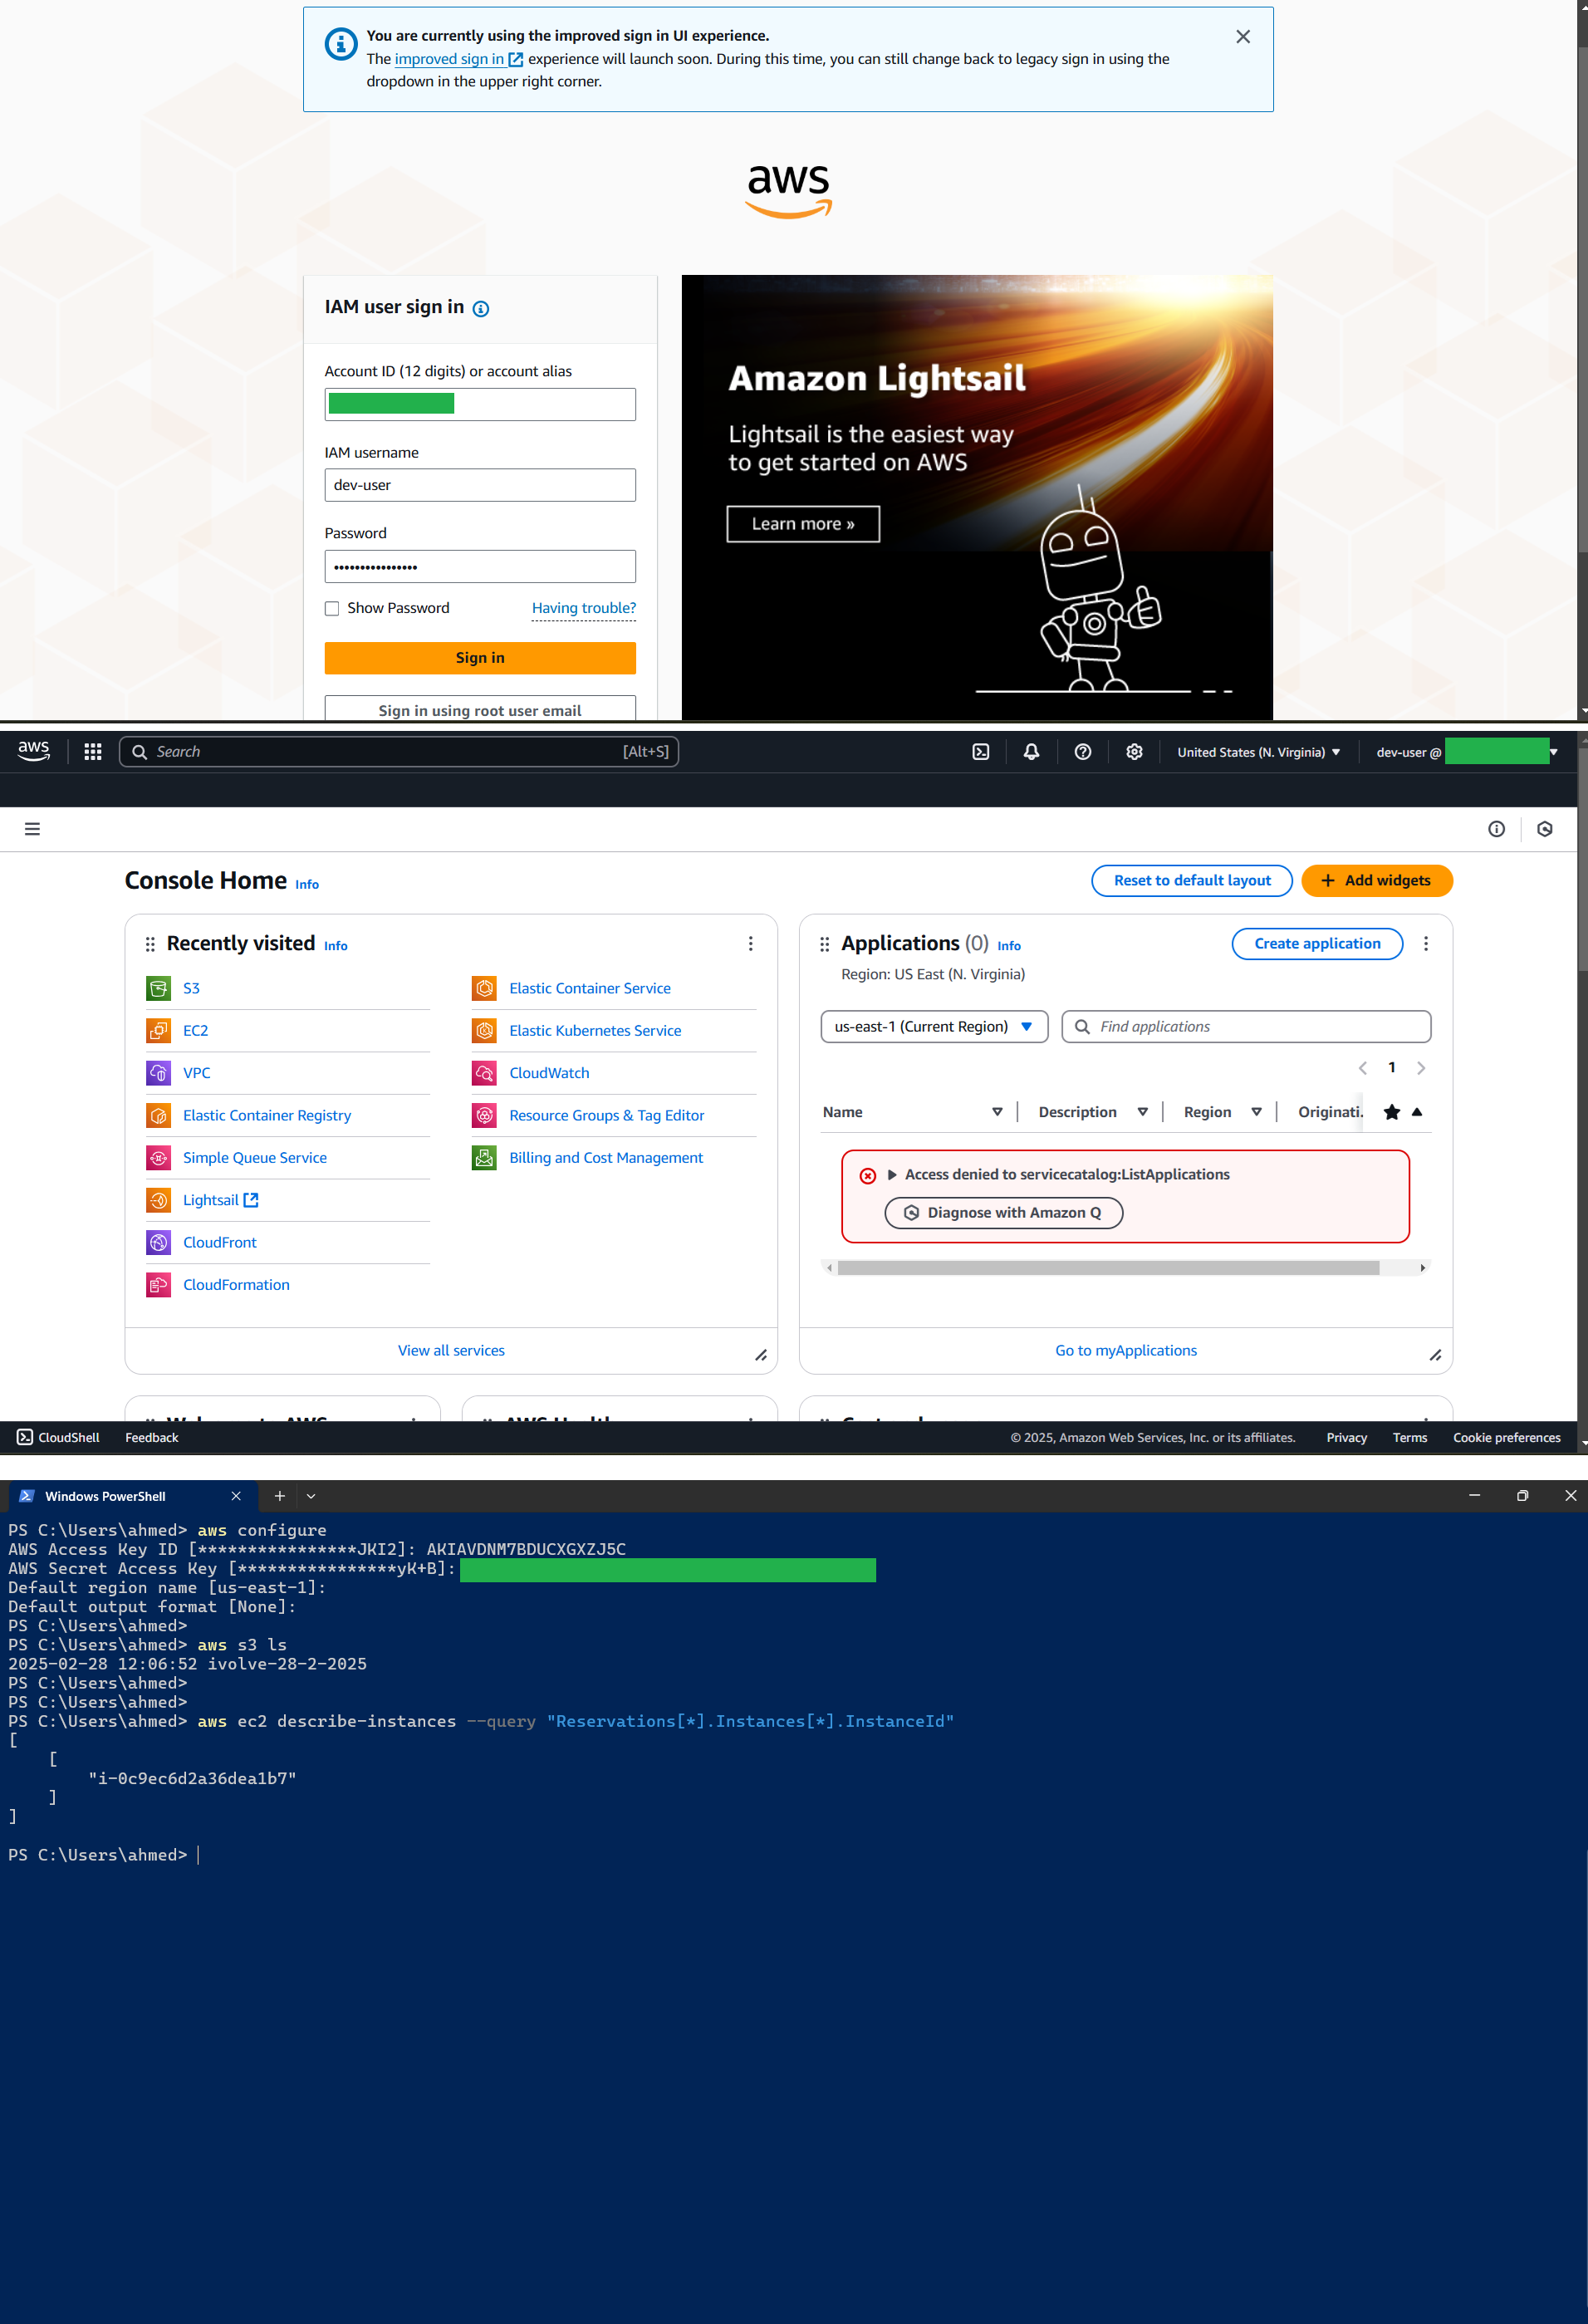 You are currently using the improved sign in UI experience.
The improved sign in experience will launch soon. During this time, you can still change back to legacy sign in using the
dropdown in the upper right corner.
aws
IAM user sign in
Account ID (12 digits) or account alias
IAM username
dev-user
Password
••••••••••••••••
Show Password
Having trouble?
Sign in
Sign in using root user email
Amazon Lightsail
Lightsail is the easiest way
to get started on AWS
Learn more »
aws
Search
[Alt+S]
United States (N. Virginia)
dev-user @
Console Home Info
Reset to default layout
+ Add widgets
Recently visited Info
S3
EC2
VPC
Elastic Container Registry
Simple Queue Service
Lightsail
CloudFront
CloudFormation
Elastic Container Service
Elastic Kubernetes Service
CloudWatch
Resource Groups & Tag Editor
Billing and Cost Management
View all services
Applications (0) Info
Create application
Region: US East (N. Virginia)
us-east-1 (Current Region)
Find applications
1
Name
Description
Region
Originati.
Access denied to servicecatalog:ListApplications
Diagnose with Amazon Q
Go to myApplications
CloudShell
Feedback
© 2025, Amazon Web Services, Inc. or its affiliates.
Privacy
Terms
Cookie preferences
Windows PowerShell
PS C:\Users\ahmed> aws configure
AWS Access Key ID [****************JKI2]: AKIAVDNM7BDUCXGXZJ5C
AWS Secret Access Key [****************yK+B]:
Default region name [us-east-1]:
Default output format [None]:
PS C:\Users\ahmed>
PS C:\Users\ahmed> aws s3 ls
2025-02-28 12:06:52 ivolve-28-2-2025
PS C:\Users\ahmed>
PS C:\Users\ahmed>
PS C:\Users\ahmed> aws ec2 describe-instances --query "Reservations[*].Instances[*].InstanceId"
[
    [
        "i-0c9ec6d2a36dea1b7"
    ]
]
PS C:\Users\ahmed>